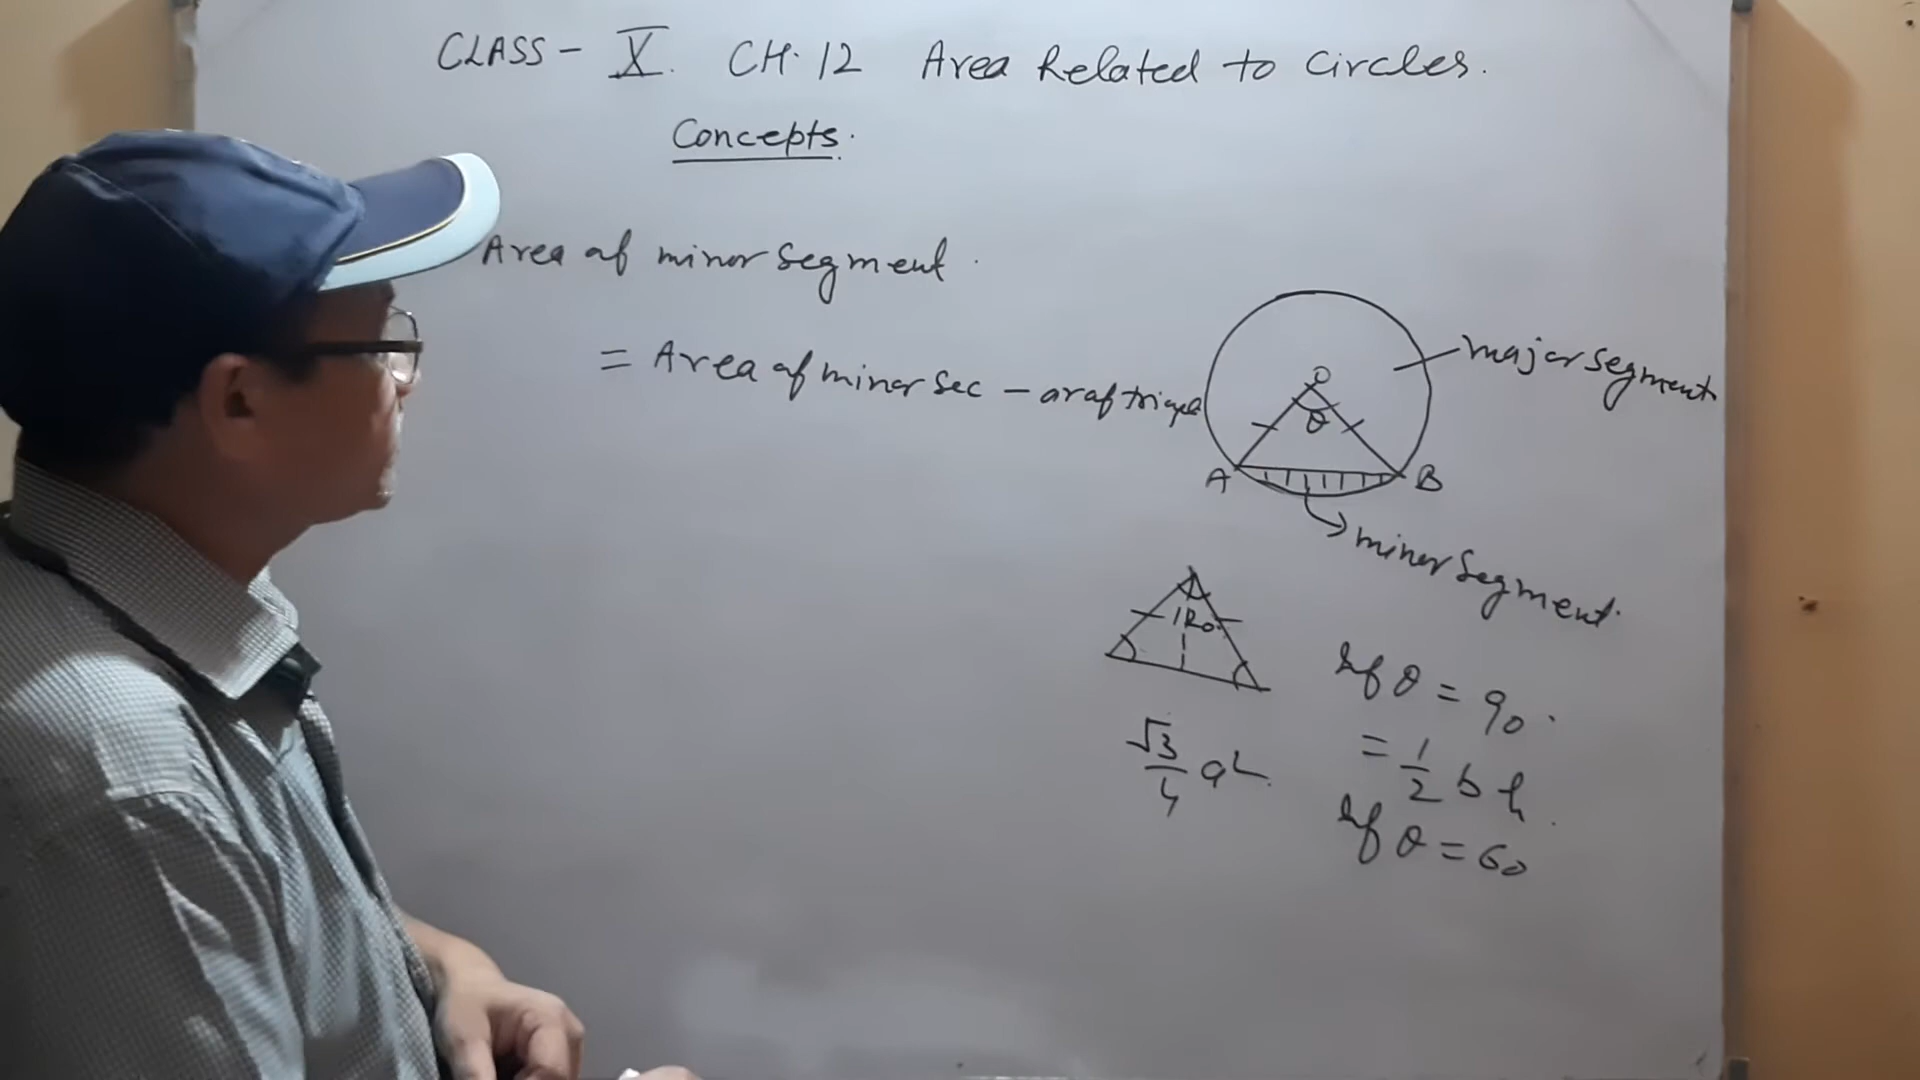 CLASS - X. CH. 12 Area Related to Circles.
Concepts.
Area of minor Segment.
= Area of minor Sec - ar of triangle
O
θ
A
B
major segment
minor Segment.
120
√3/4 a²
If θ = 90.
= 1/2 b h.
If θ = 60